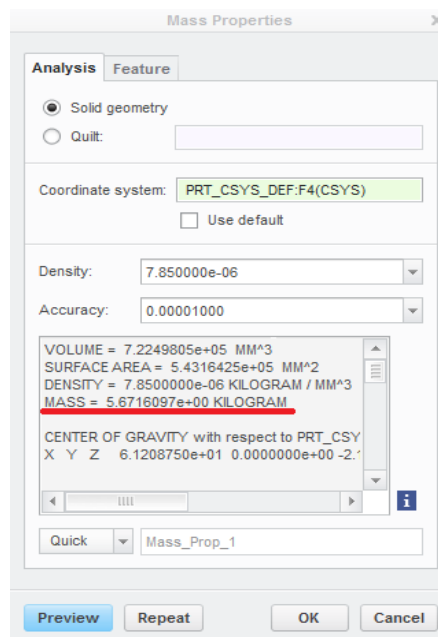 Mass Properties
Analysis Feature
Solid geometry
Quilt:
Coordinate system: PRT_CSYS_DEF:F4(CSYS)
Use default
Density: 7.850000e-06
Accuracy: 0.00001000
VOLUME = 7.2249805e+05 MM^3
SURFACE AREA = 5.4316425e+05 MM^2
DENSITY = 7.8500000e-06 KILOGRAM / MM^3
MASS = 5.6716097e+00 KILOGRAM
CENTER OF GRAVITY with respect to PRT_CSY
X Y Z 6.1208750e+01 0.0000000e+00 -2.
Quick Mass_Prop_1
Preview Repeat OK Cancel